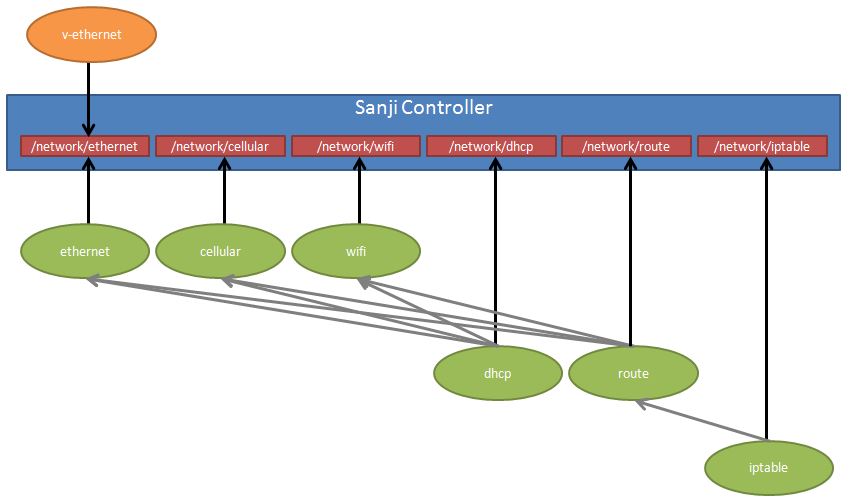 v-ethernet
Sanji Controller
/network/ethernet
/network/cellular
/network/wifi
/network/dhcp
/network/route
/network/iptable
ethernet
cellular
wifi
dhcp
route
iptable